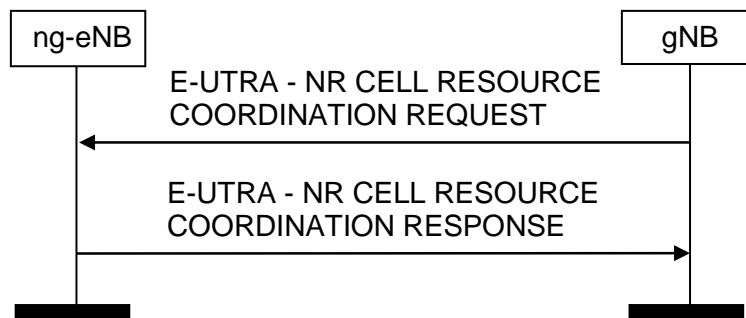 ng-eNB
gNB
E-UTRA - NR CELL RESOURCE
COORDINATION REQUEST
E-UTRA - NR CELL RESOURCE
COORDINATION RESPONSE